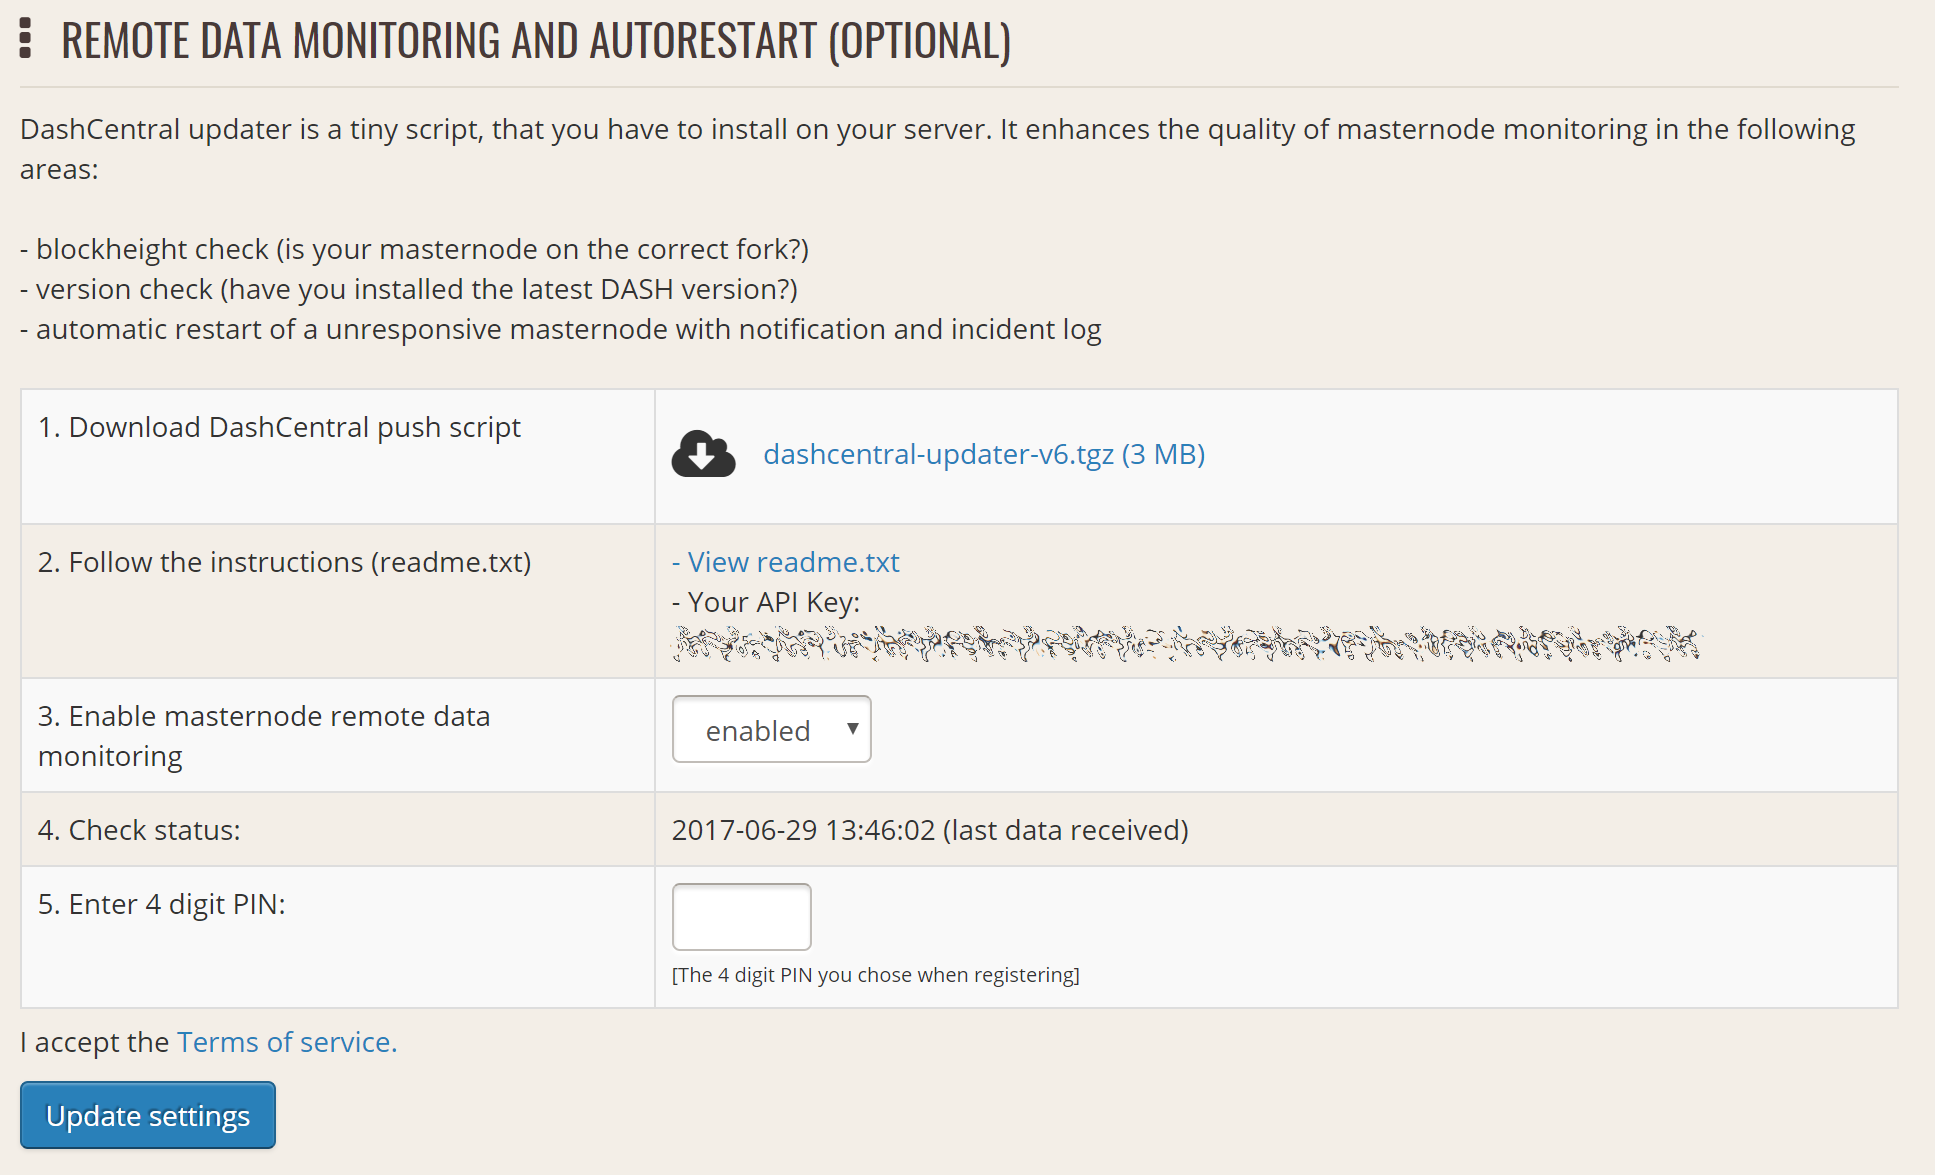 REMOTE DATA MONITORING AND AUTORESTART (OPTIONAL)
DashCentral updater is a tiny script, that you have to install on your server. It enhances the quality of masternode monitoring in the following
areas:
- blockheight check (is your masternode on the correct fork?)
- version check (have you installed the latest DASH version?)
- automatic restart of a unresponsive masternode with notification and incident log
1. Download DashCentral push script
dashcentral-updater-v6.tgz (3 MB)
2. Follow the instructions (readme.txt)
- View readme.txt
- Your API Key:
3. Enable masternode remote data
monitoring
enabled
4. Check status:
2017-06-29 13:46:02 (last data received)
5. Enter 4 digit PIN:
[The 4 digit PIN you chose when registering]
I accept the Terms of service.
Update settings